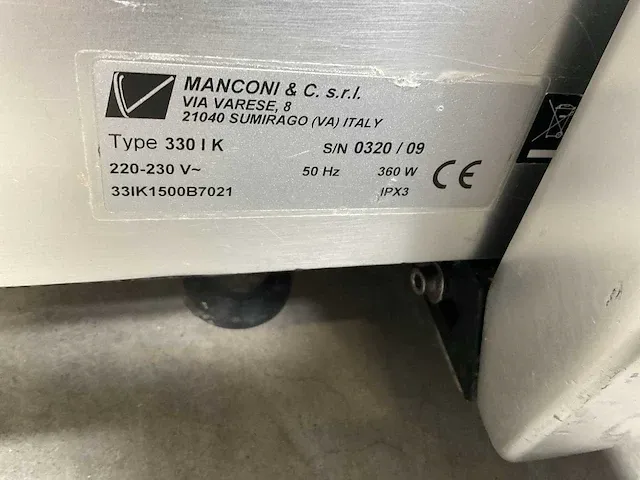 MANCONI & C. s.r.l.
VIA VARESE, 8
21040 SUMIRAGO (VA) ITALY
Type 330 I K S/N 0320 / 09
220-230 V~ 50 Hz 360 W
33IK1500B7021 IPX3
CE